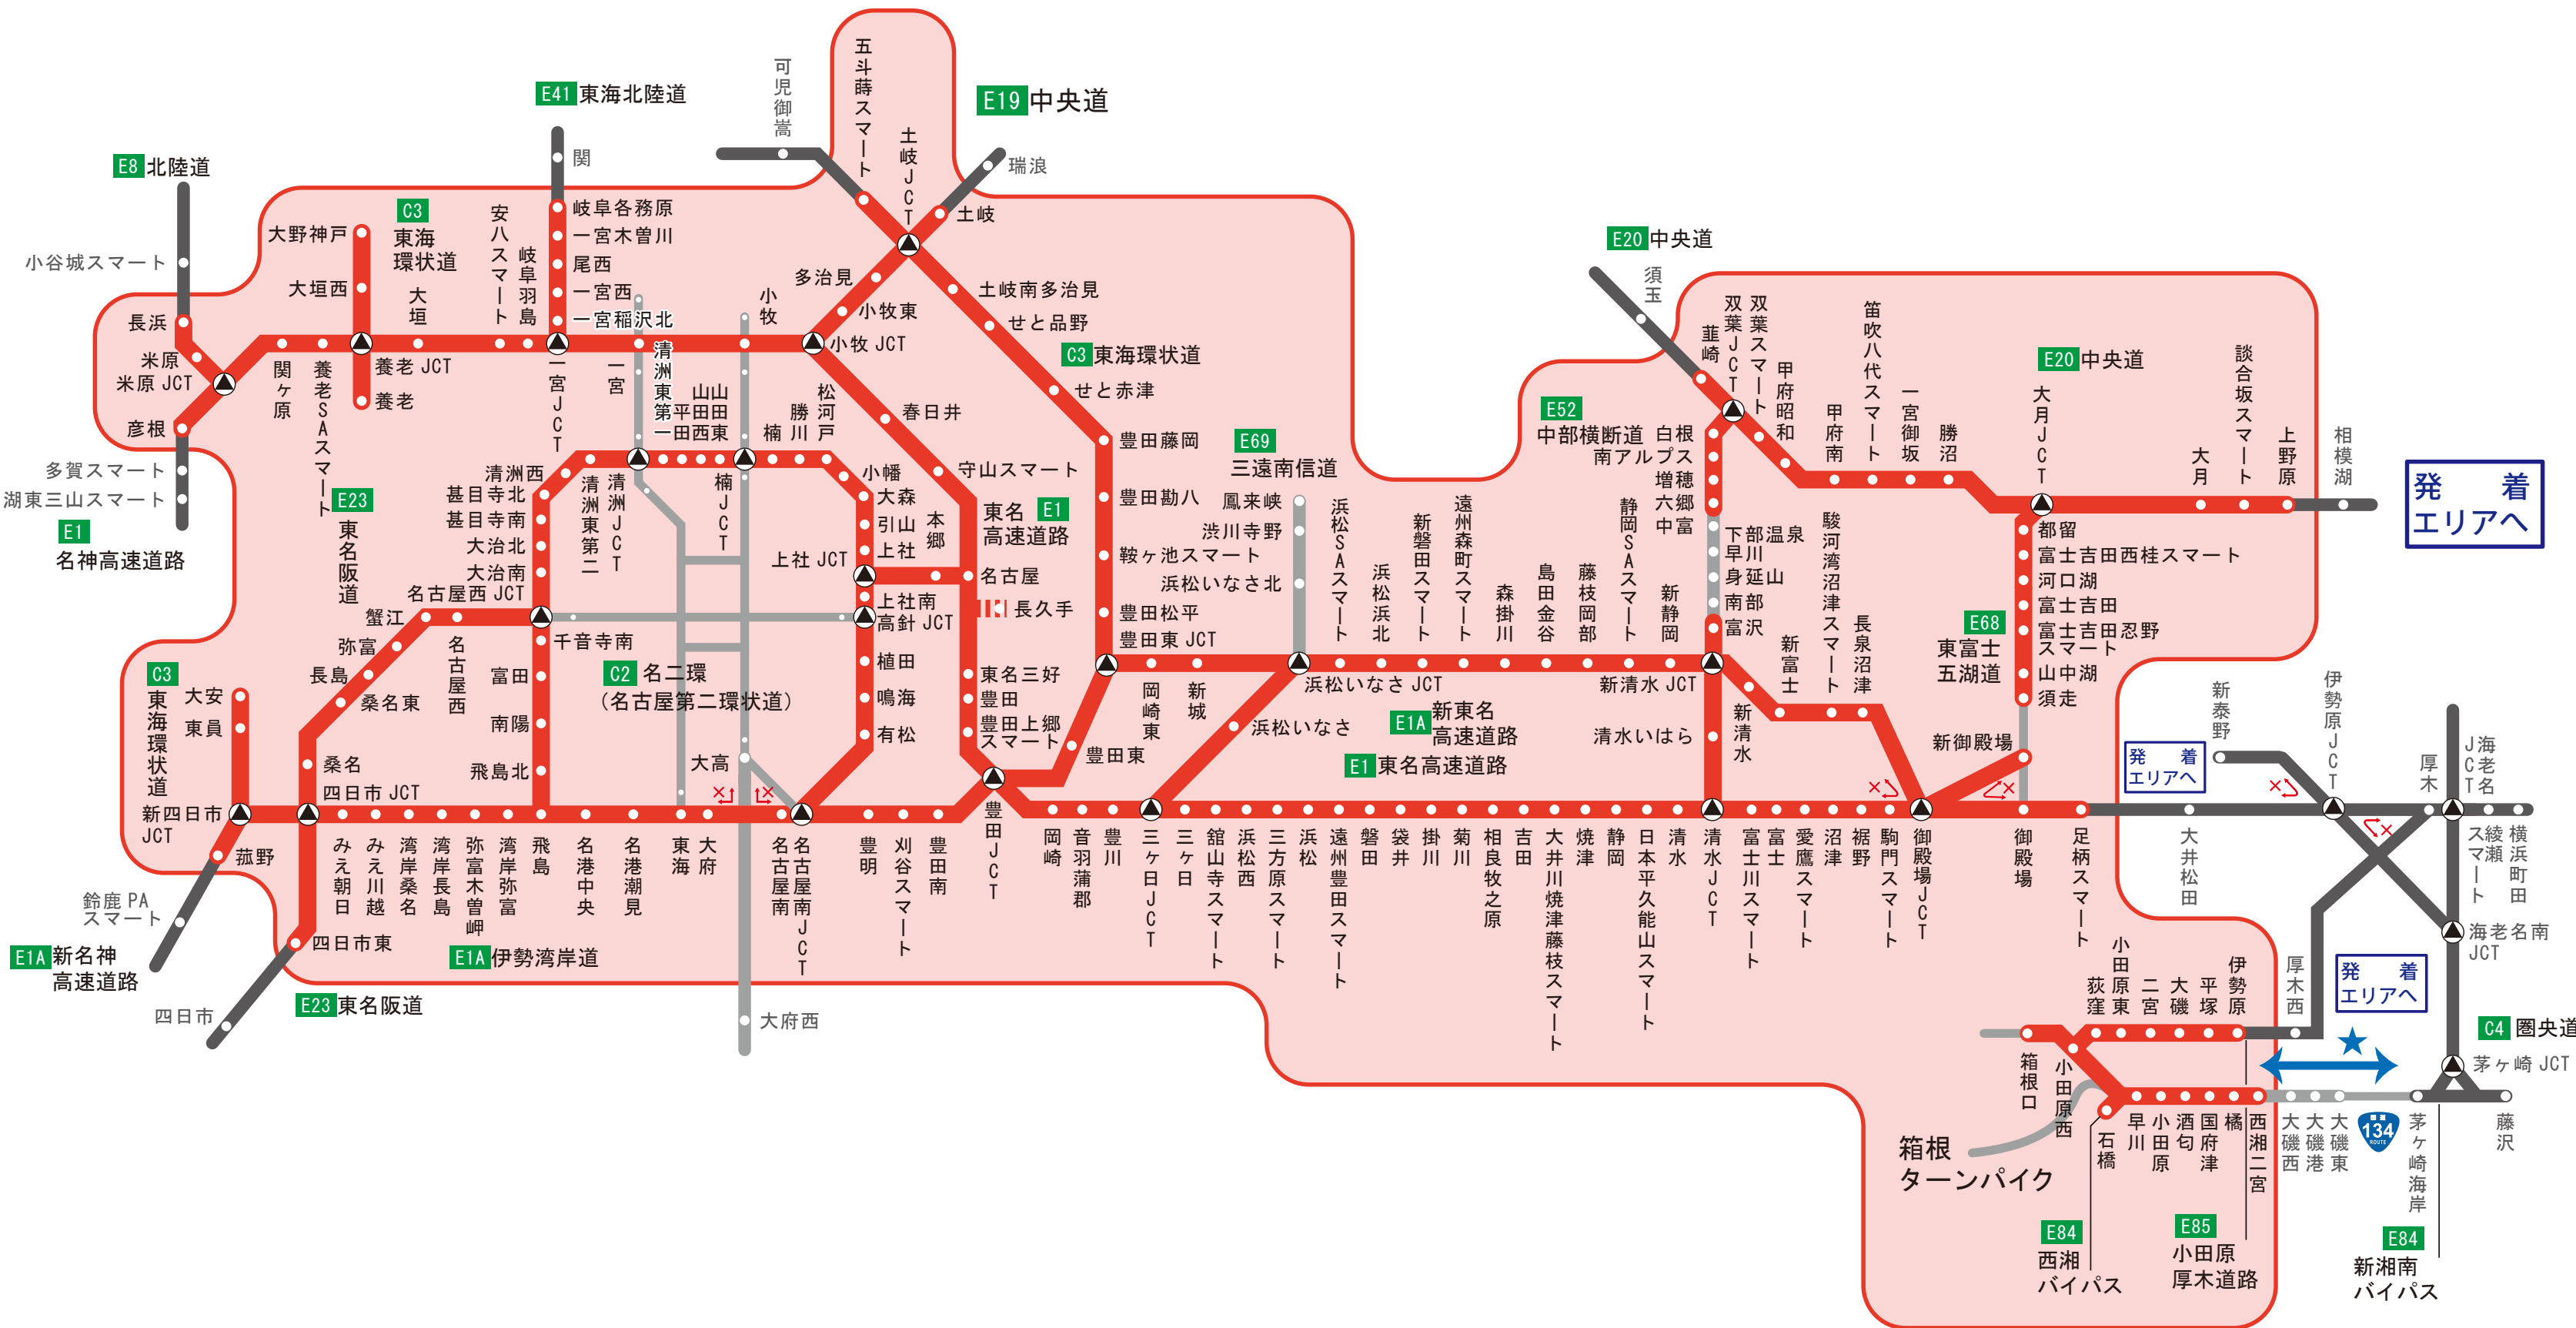 E8 北陸道
小谷城スマート
長浜
米原
米原 JCT
彦根
多賀スマート
湖東三山スマート
E1
名神高速道路
関ヶ原
養老SAスマート
大野神戸
大垣西
C3
東海
環状道
大垣
養老 JCT
養老
安八スマート
岐阜羽島
E41 東海北陸道
関
岐阜各務原
一宮木曽川
尾西
一宮西
一宮稲沢北
一宮JCT
一宮
清洲東第一
平田
山田西
山田東
小牧
楠
勝川
松河戸
可児御嵩
五斗蒔スマート
土岐JCT
E19 中央道
瑞浪
土岐
多治見
小牧東
小牧 JCT
土岐南多治見
せと品野
C3 東海環状道
せと赤津
豊田藤岡
豊田勘八
鞍ヶ池スマート
豊田松平
豊田東 JCT
春日井
守山スマート
東名 E1
高速道路
名古屋
長久手
東名三好
豊田
豊田上郷
スマート
豊田東
豊田JCT
E23
東名阪道
清洲西
甚目寺北
甚目寺南
大治北
大治南
名古屋西 JCT
蟹江
弥富
長島
桑名東
名古屋西
桑名
四日市 JCT
清洲東第二
清洲JCT
楠JCT
小幡
大森
引山
上社
本郷
上社 JCT
上社南
高針 JCT
植田
鳴海
有松
千音寺南
富田
南陽
飛島北
C2 名二環
（名古屋第二環状道）
大高
C3
東海環状道
大安
東員
新四日市
JCT
菰野
鈴鹿PA
スマート
E1A 新名神
高速道路
四日市東
四日市
E23 東名阪道
みえ朝日
みえ川越
湾岸桑名
湾岸長島
弥富木曽岬
湾岸弥富
飛島
名港中央
名港潮見
東海
大府
名古屋南
名古屋南JCT
豊明
刈谷スマート
豊田南
E1A 伊勢湾岸道
大府西
E69
三遠南信道
鳳来峡
渋川寺野
浜松いなさ北
岡崎東
新城
浜松いなさ JCT
浜松いなさ
浜松SAスマート
浜松浜北
新磐田スマート
遠州森町スマート
森掛川
島田金谷
藤枝岡部
静岡SAスマート
新静岡
新清水 JCT
E1A 新東名
高速道路
E1 東名高速道路
清水いはら
新清水
新富士
駿河湾沼津スマート
長泉沼津
岡崎
音羽蒲郡
豊川
三ヶ日JCT
三ヶ日
舘山寺スマート
浜松西
三方原スマート
浜松
遠州豊田スマート
磐田
袋井
掛川
菊川
相良牧之原
吉田
大井川焼津藤枝スマート
焼津
静岡
日本平久能山スマート
清水
清水JCT
富士川スマート
富士
愛鷹スマート
沼津
裾野
駒門スマート
御殿場JCT
御殿場
足柄スマート
E20 中央道
須玉
韮崎
双葉JCT
双葉スマート
甲府昭和
甲府南
笛吹八代スマート
一宮御坂
勝沼
E20 中央道
大月JCT
大月
談合坂スマート
上野原
相模湖
発　着
エリアへ
E52
中部横断道
白根
南アルプス
増穂
六郷
中富
下部温泉
早川
身延山
南部
富沢
都留
富士吉田西桂スマート
河口湖
富士吉田
富士吉田忍野
スマート
山中湖
須走
E68
東富士
五湖道
新御殿場
発　着
エリアへ
新秦野
伊勢原JCT
厚木
海老名JCT
大井松田
綾瀬スマート
横浜町田
海老名南
JCT
厚木西
発　着
エリアへ
★
C4 圏央道
茅ヶ崎 JCT
荻窪
小田原東
二宮
大磯
平塚
伊勢原
箱根口
小田原西
石橋
早川
小田原
酒匂
国府津
橘
西湘二宮
大磯西
大磯港
大磯東
134
ROUTE
茅ヶ崎海岸
藤沢
箱根
ターンパイク
E84
西湘
バイパス
E85
小田原
厚木道路
E84
新湘南
バイパス